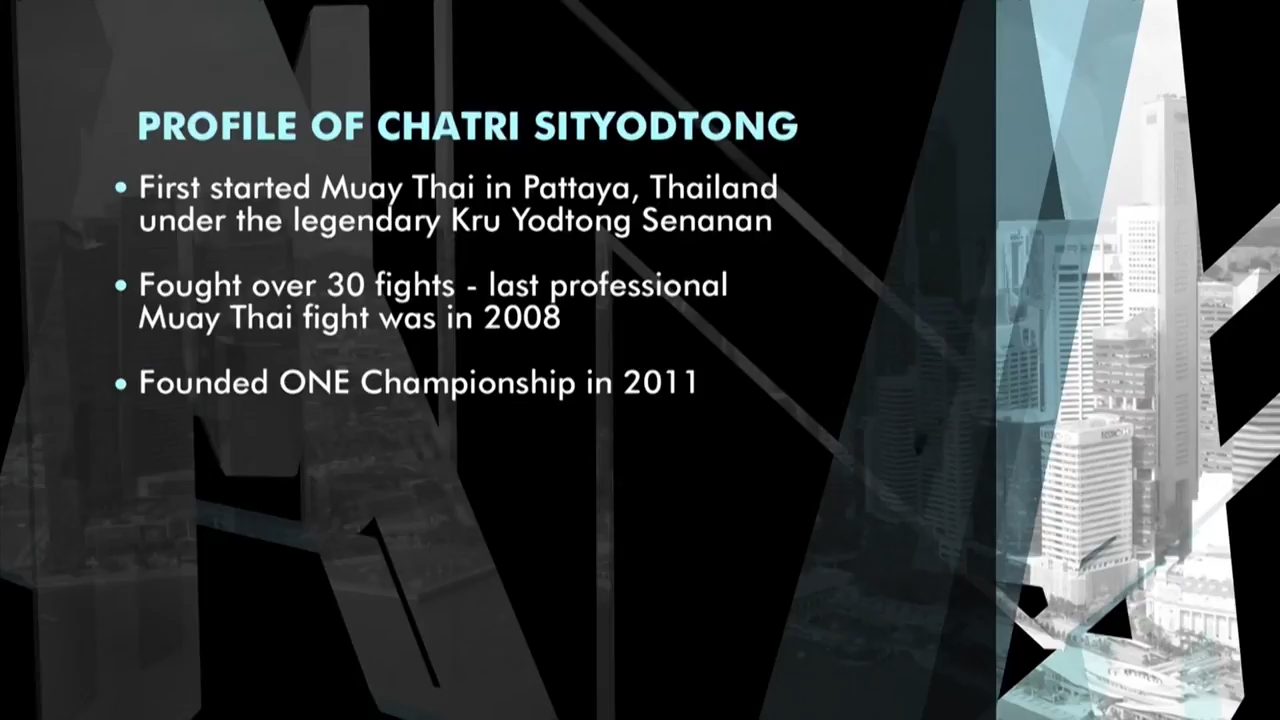 PROFILE OF CHATRI SITYODTONG
• First started Muay Thai in Pattaya, Thailand
under the legendary Kru Yodtong Senanan
• Fought over 30 fights - last professional
Muay Thai fight was in 2008
• Founded ONE Championship in 2011